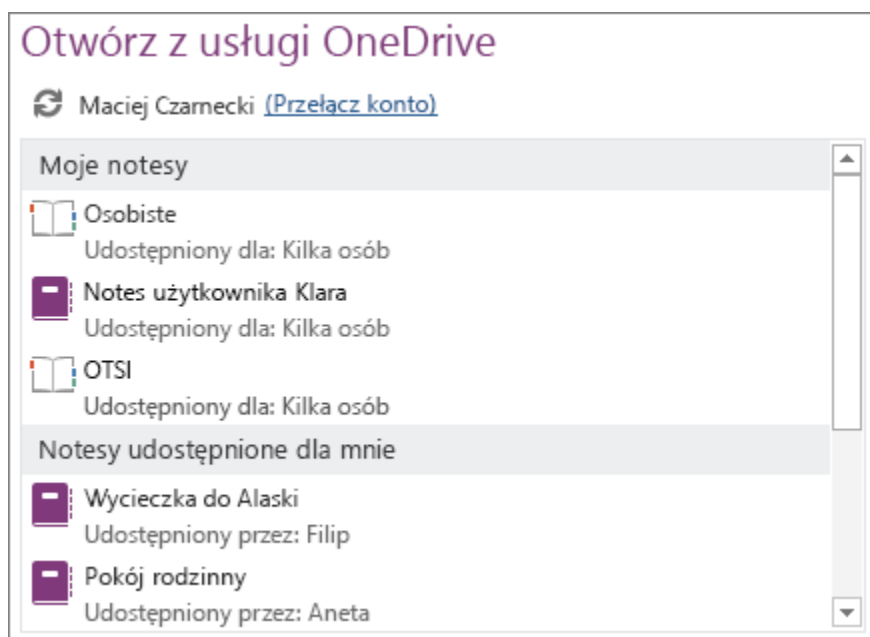 Otwórz z usługi OneDrive
Maciej Czarnecki (Przełącz konto)
Moje notesy
Osobiste
Udostępniony dla: Kilka osób
Notes użytkownika Klara
Udostępniony dla: Kilka osób
OTSI
Udostępniony dla: Kilka osób
Notesy udostępnione dla mnie
Wycieczka do Alaski
Udostępniony przez: Filip
Pokój rodzinny
Udostępniony przez: Aneta